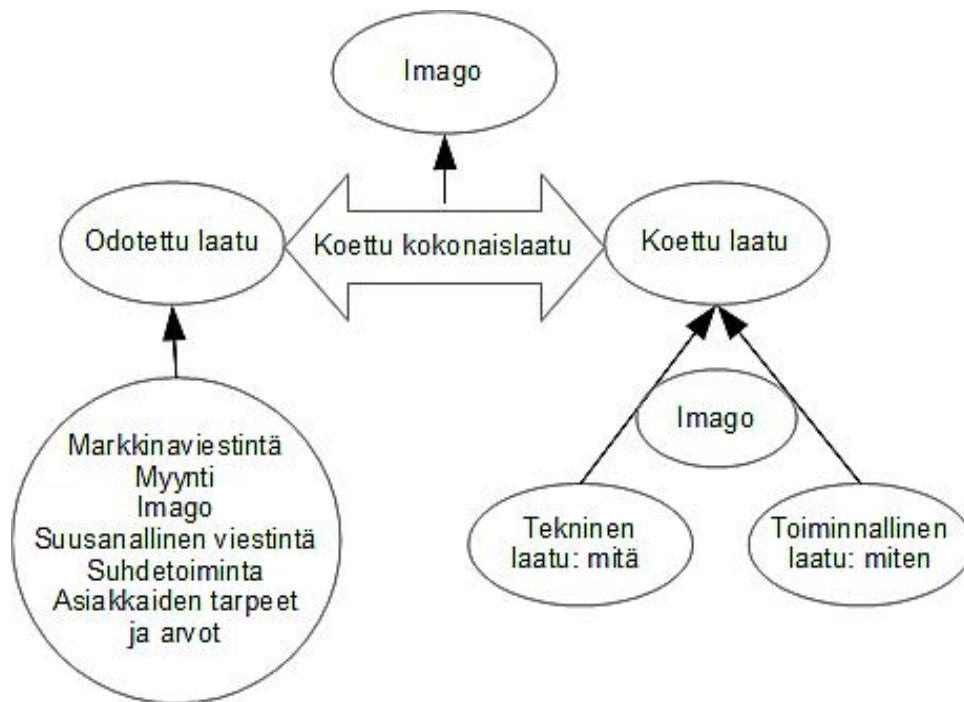 Imago
Odotettu laatu
Koettu kokonaislaatu
Koettu laatu
Markkinaviestintä
Myynti
Imago
Suusanallinen viestintä
Suhdetoiminta
Asiakkaiden tarpeet
ja arvot
Imago
Tekninen
laatu: mitä
Toiminnallinen
laatu: miten